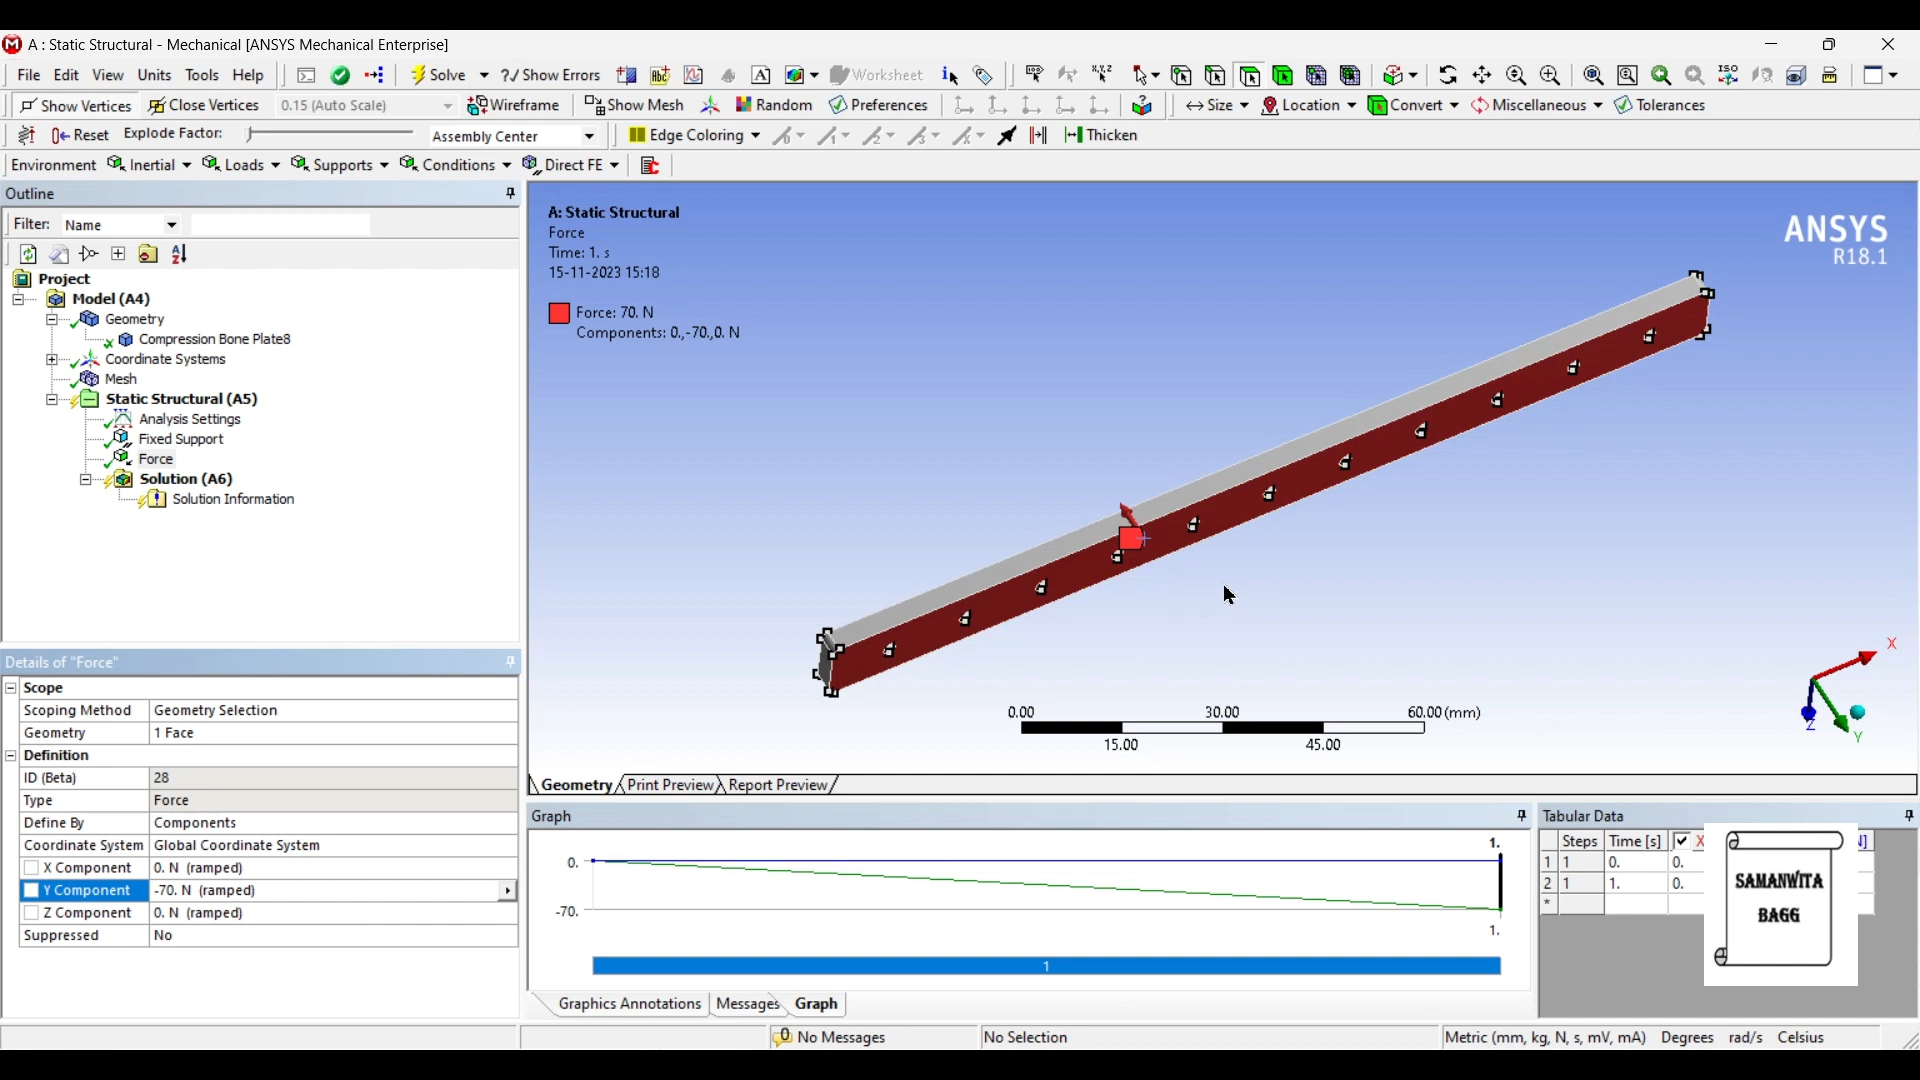 A : Static Structural - Mechanical [ANSYS Mechanical Enterprise]
File Edit View Units Tools Help Solve ?✓ Show Errors Worksheet
Show Vertices Close Vertices 0.15 (Auto Scale) Wireframe Show Mesh Random Preferences Size Location Convert Miscellaneous Tolerances
Reset Explode Factor: Assembly Center Edge Coloring Thicken
Environment Inertial Loads Supports Conditions Direct FE
Outline
Filter: Name
Project
Model (A4)
Geometry
Compression Bone Plate8
Coordinate Systems
Mesh
Static Structural (A5)
Analysis Settings
Fixed Support
Force
Solution (A6)
Solution Information
A: Static Structural
Force
Time: 1. s
15-11-2023 15:18
Force: 70. N
Components: 0.,-70.,0. N
ANSYS
R18.1
X
Z
Y
0.00 30.00 60.00 (mm)
15.00 45.00
Geometry Print Preview Report Preview
Details of "Force"
Scope
Scoping Method Geometry Selection
Geometry 1 Face
Definition
ID (Beta) 28
Type Force
Define By Components
Coordinate System Global Coordinate System
X Component 0. N (ramped)
Y Component -70. N (ramped)
Z Component 0. N (ramped)
Suppressed No
Graph
1.
0.
-70.
1.
1
Graphics Annotations Messages Graph
Tabular Data
Steps Time [s] X
1 1 0. 0.
2 1 1. 0.
*
SAMANWITA
BAGG
No Messages No Selection Metric (mm, kg, N, s, mV, mA) Degrees rad/s Celsius